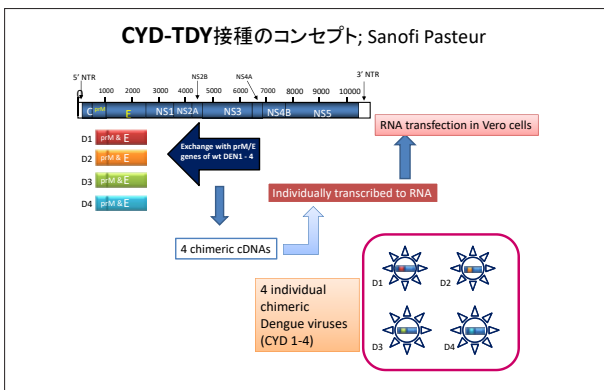 CYD-TDY接種のコンセプト; Sanofi Pasteur
5’ NTR
NS2B
NS4A
3’ NTR
0
1000 2000 3000 4000 5000 6000 7000 8000 9000 10000
C prM E NS1 NS2A NS3 NS4B NS5
RNA transfection in Vero cells
D1 prM & E
D2 prM & E
D3 prM & E
D4 prM & E
Exchange with prM/E
genes of wt DEN1 - 4
Individually transcribed to RNA
4 chimeric cDNAs
4 individual
chimeric
Dengue viruses
(CYD 1-4)
D1
D2
D3
D4